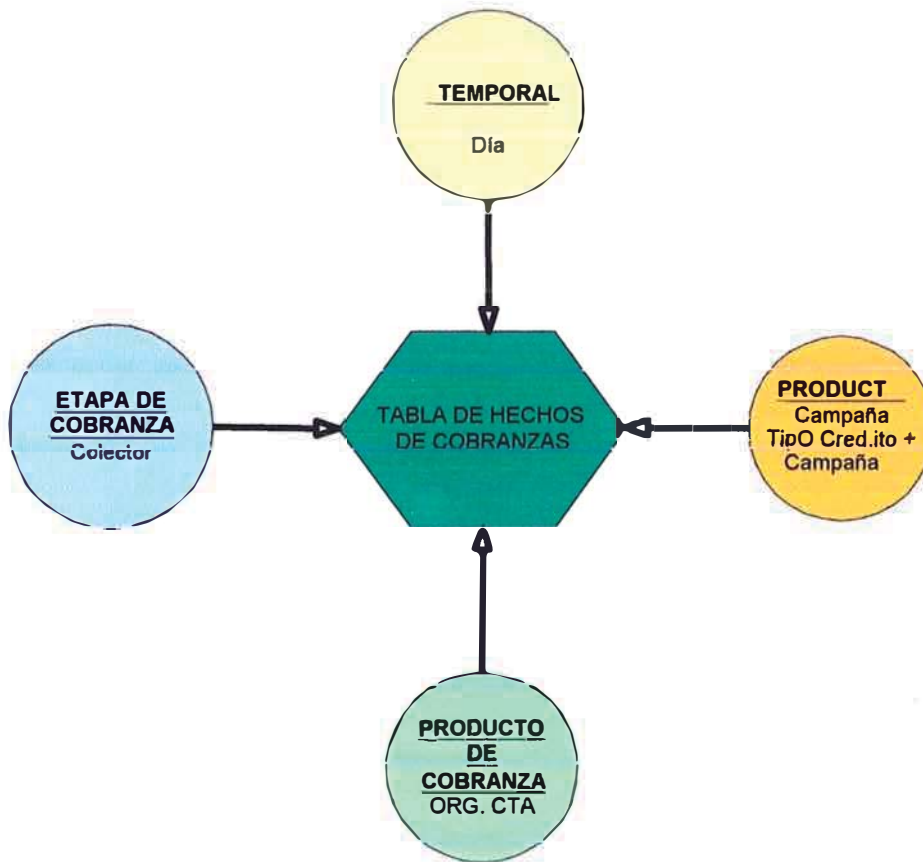 TEMPORAL
Día
ETAPA DE
COBRANZA
Colector
TABLA DE HECHOS
DE COBRANZAS
PRODUCT
Campaña
TipO Cred.ito +
Campaña
PRODUCTO
DE
COBRANZA
ORG. CTA